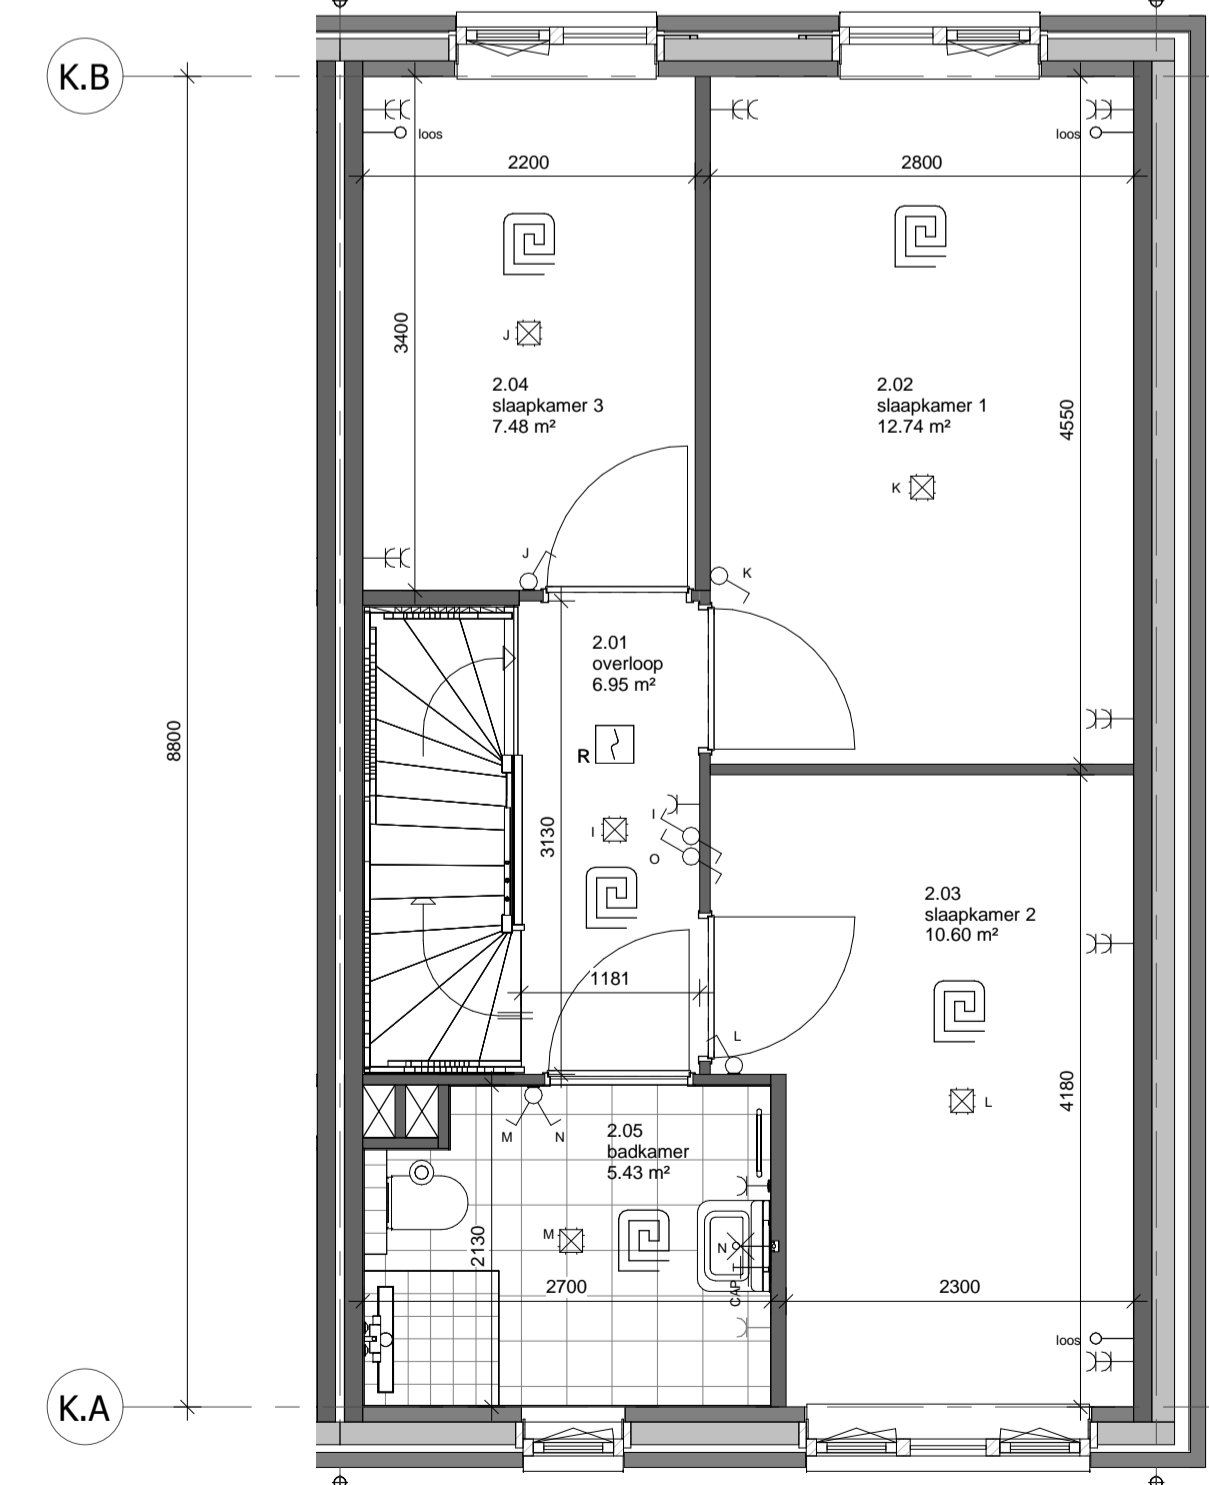 K.B
loos
loos
2200
2800
3400
J
2.04
slaapkamer 3
7.48 m²
2.02
slaapkamer 1
12.74 m²
4550
K
J
K
2.01
overloop
6.95 m²
8800
R
3130
I
I
O
2.03
slaapkamer 2
10.60 m²
1181
L
4180
L
M
N
2.05
badkamer
5.43 m²
M
2130
N
CAP
2700
2300
loos
K.A